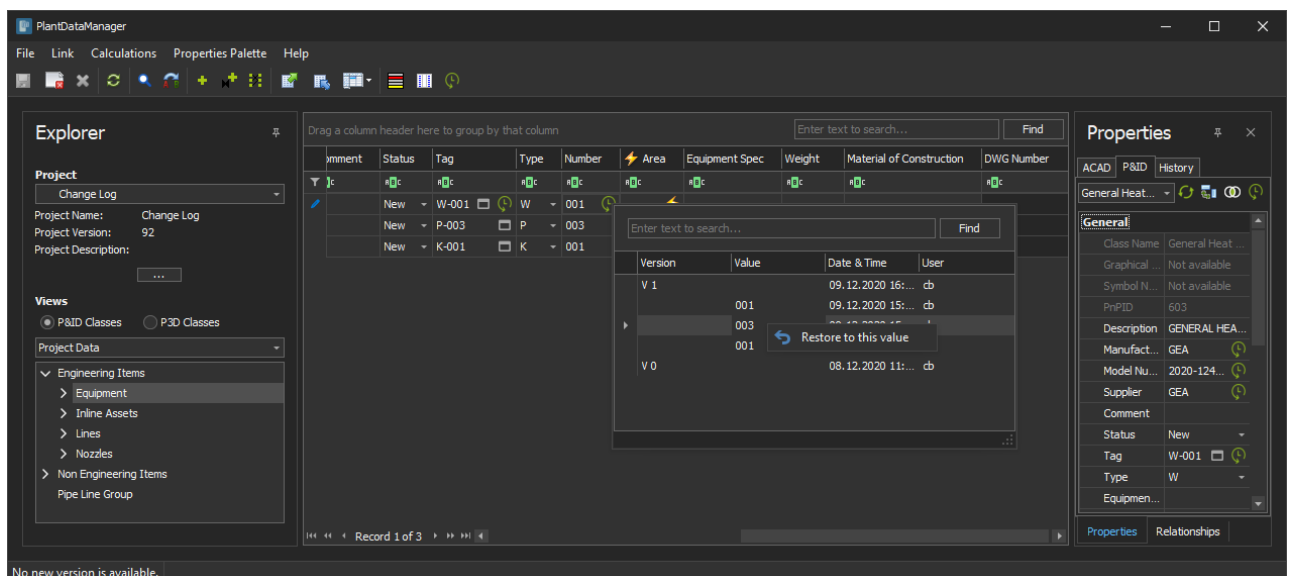 PlantDataManager
File Link Calculations Properties Palette Help
Explorer
Project
Change Log
Project Name: Change Log
Project Version: 92
Project Description:
...
Views
P&ID Classes P3D Classes
Project Data
Engineering Items
Equipment
Inline Assets
Lines
Nozzles
Non Engineering Items
Pipe Line Group
Drag a column header here to group by that column
Enter text to search... Find
omment Status Tag Type Number Area Equipment Spec Weight Material of Construction DWG Number
New W-001 W 001
New P-003 P 003
New K-001 K 001
Enter text to search... Find
Version Value Date & Time User
V 1 09.12.2020 16:... cb
001 09.12.2020 15:... cb
003
Restore to this value
001
V 0 08.12.2020 11:... cb
Record 1 of 3
Properties
ACAD P&ID History
General Heat...
General
Class Name General Heat ...
Graphical ... Not available
Symbol N... Not available
PnPID 603
Description GENERAL HEA...
Manufact... GEA
Model Nu... 2020-124...
Supplier GEA
Comment
Status New
Tag W-001
Type W
Equipmen...
Properties Relationships
No new version is available.